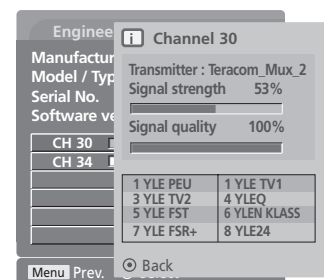 Enginee
Manufactur
Model / Typ
Serial No.
Software ve
CH 30
CH 34
i Channel 30
Transmitter : Teracom_Mux_2
Signal strength 53%
Signal quality 100%
1 YLE PEU 1 YLE TV1
3 YLE TV2 4 YLEQ
5 YLE FST 6 YLEN KLASS
7 YLE FSR+ 8 YLE24
Back
Menu Prev.